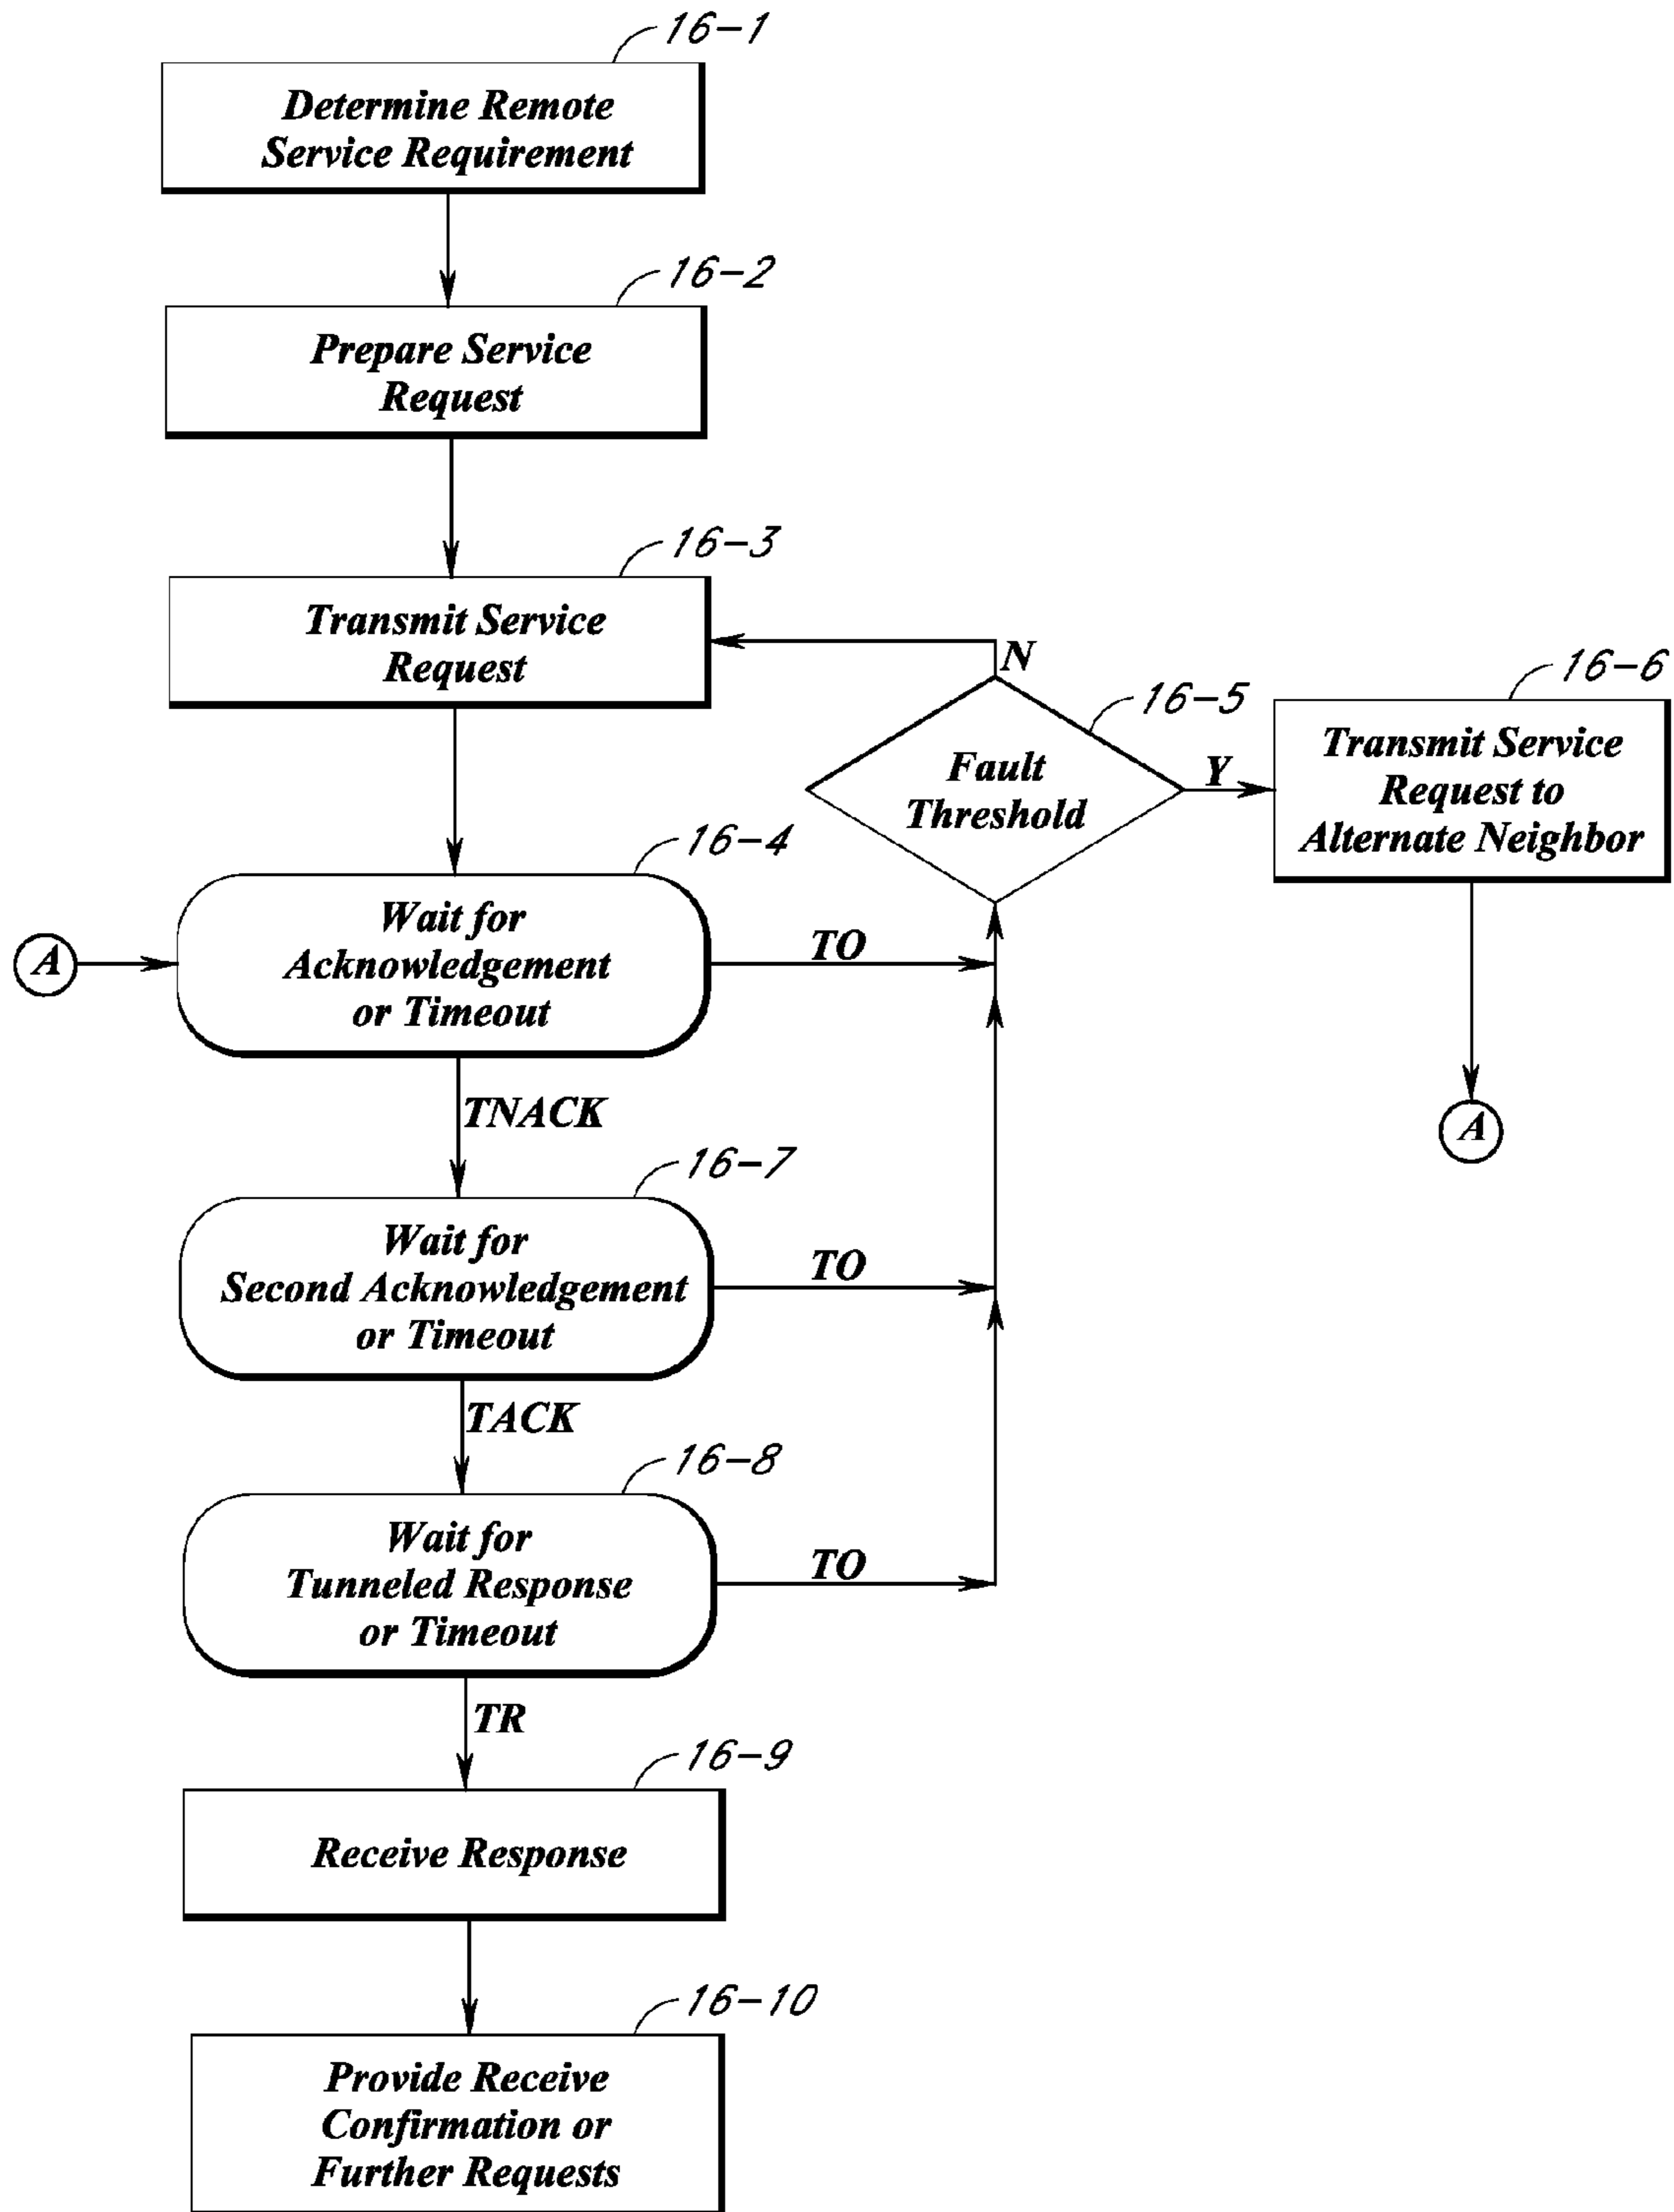 16-1
Determine Remote
Service Requirement
16-2
Prepare Service
Request
16-3
Transmit Service
Request
N
16-5
Fault
Threshold
Y
16-6
Transmit Service
Request to
Alternate Neighbor
A
16-4
A
Wait for
Acknowledgement
or Timeout
TO
TNACK
16-7
Wait for
Second Acknowledgement
or Timeout
TO
TACK
16-8
Wait for
Tunneled Response
or Timeout
TO
TR
16-9
Receive Response
16-10
Provide Receive
Confirmation or
Further Requests